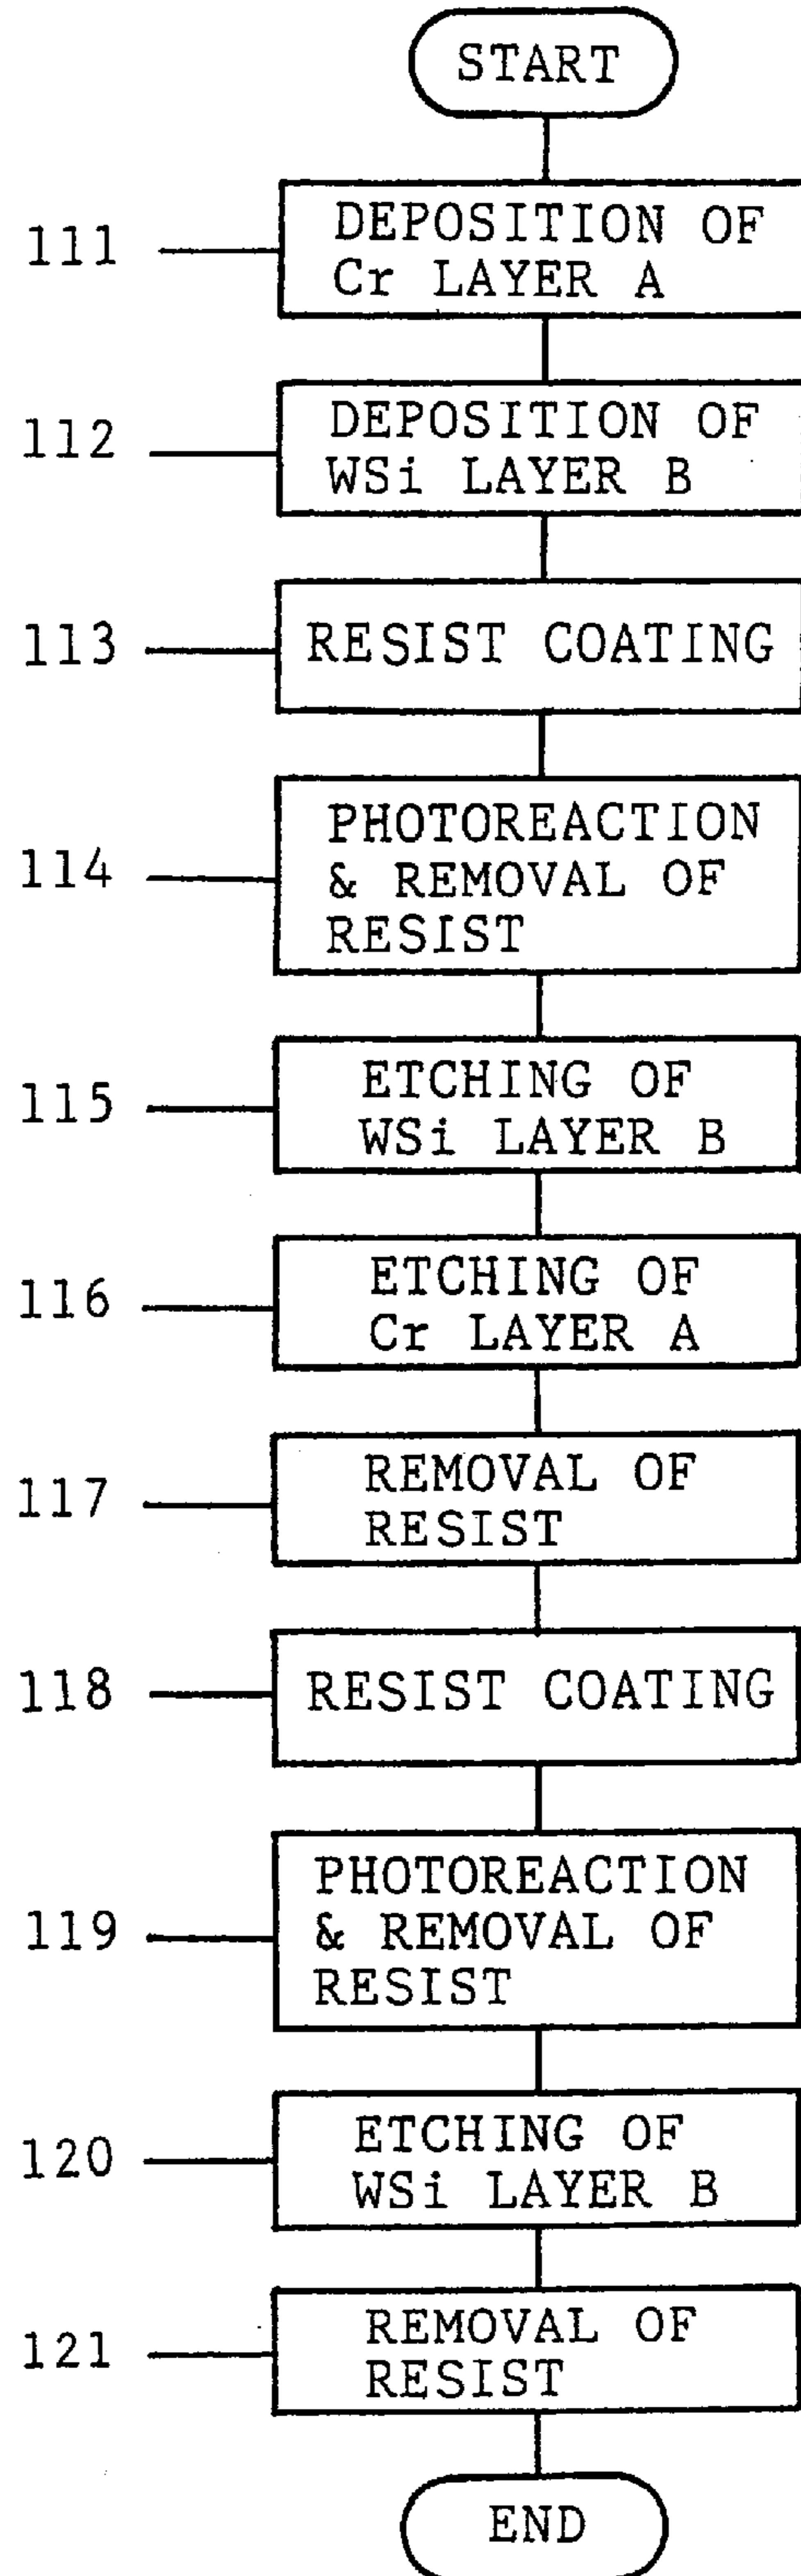 START
111
DEPOSITION OF
Cr LAYER A
112
DEPOSITION OF
WSi LAYER B
113
RESIST COATING
114
PHOTOREACTION
& REMOVAL OF
RESIST
115
ETCHING OF
WSi LAYER B
116
ETCHING OF
Cr LAYER A
117
REMOVAL OF
RESIST
118
RESIST COATING
119
PHOTOREACTION
& REMOVAL OF
RESIST
120
ETCHING OF
WSi LAYER B
121
REMOVAL OF
RESIST
END